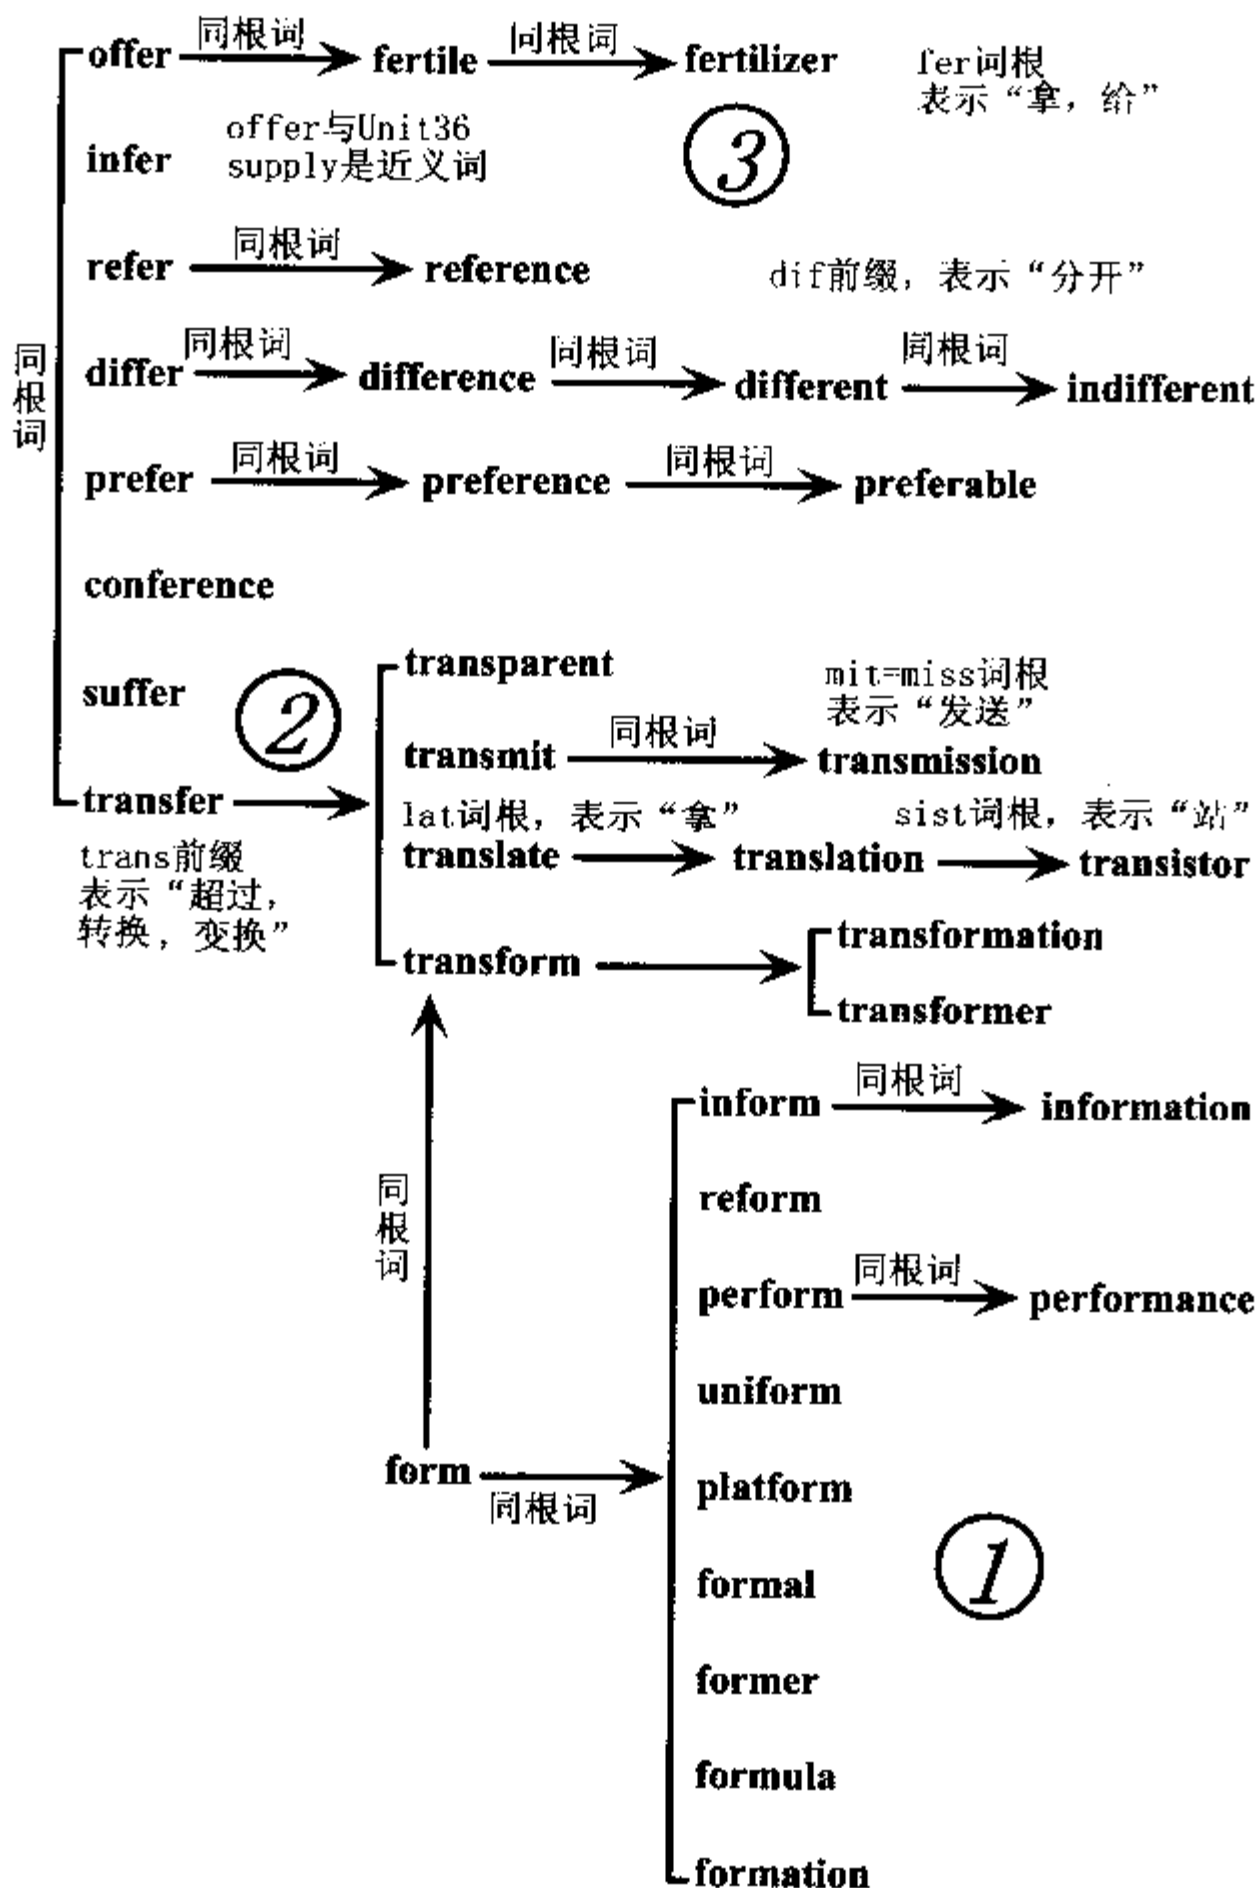 offer 同根词 fertile 同根词 fertilizer
fer词根
表示“拿，给”
infer
offer与Unit36
supply是近义词
③
refer 同根词 reference
dif前缀，表示“分开”
同根词
differ 同根词 difference 同根词 different 同根词 indifferent
prefer 同根词 preference 同根词 preferable
conference
suffer
②
transfer
trans前缀
表示“超过，
转换，变换”
transparent
mit=miss词根
表示“发送”
transmit 同根词 transmission
lat词根，表示“拿”
sist词根，表示“站”
translate translation transistor
transform
transformation
transformer
同根词
form 同根词
inform 同根词 information
reform
perform 同根词 performance
uniform
platform
①
formal
former
formula
formation